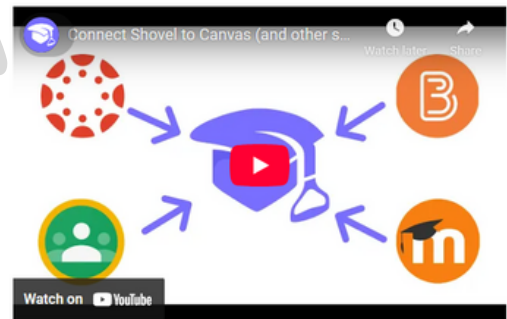 Connect Shovel to Canvas (and other s...
Watch later
Share
B
m
Watch on YouTube